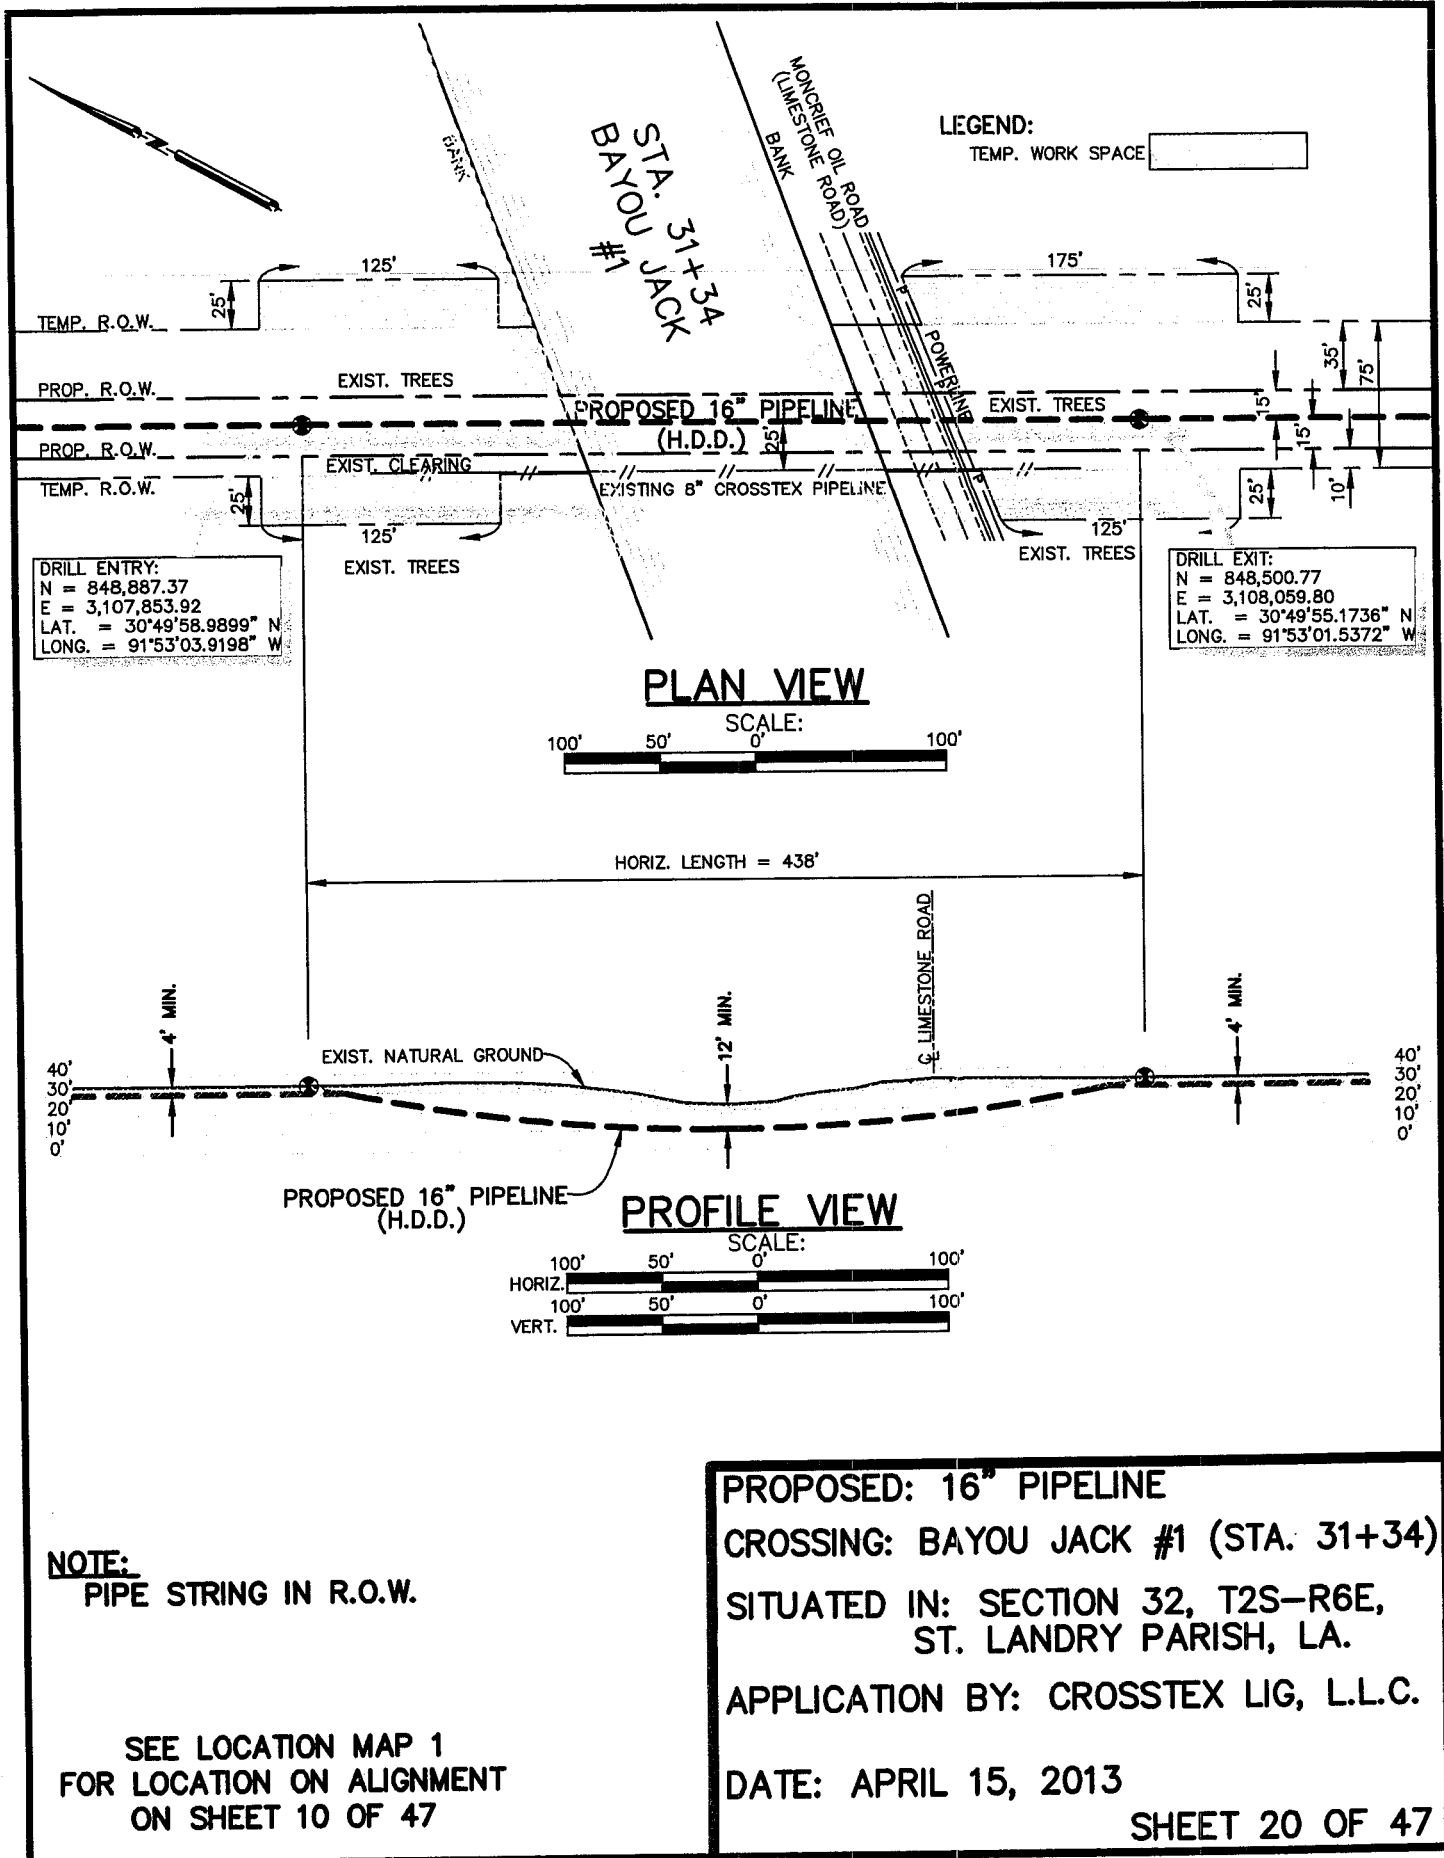 LEGEND:
TEMP. WORK SPACE
Z
BANK
STA. 31+34
BAYOU JACK
#1
BANK
MONCRIEF OIL ROAD
(LIMESTONE ROAD)
125'
175'
25'
25'
TEMP. R.O.W.
35'
75'
PROP. R.O.W.
EXIST. TREES
POWERLINE
P
P
P
PROPOSED 16" PIPELINE
(H.D.D.)
EXIST. TREES
15'
15'
25'
PROP. R.O.W.
EXIST. CLEARING
TEMP. R.O.W.
EXISTING 8" CROSSTEX PIPELINE
25'
25'
10'
125'
125'
EXIST. TREES
EXIST. TREES
DRILL ENTRY:
N = 848,887.37
E = 3,107,853.92
LAT. = 30°49'58.9899" N
LONG. = 91°53'03.9198" W
DRILL EXIT:
N = 848,500.77
E = 3,108,059.80
LAT. = 30°49'55.1736" N
LONG. = 91°53'01.5372" W
PLAN VIEW
SCALE:
100' 50' 0' 100'
HORIZ. LENGTH = 438'
℄ LIMESTONE ROAD
4' MIN.
12' MIN.
4' MIN.
EXIST. NATURAL GROUND
40'
30'
20'
10'
0'
40'
30'
20'
10'
0'
PROPOSED 16" PIPELINE
(H.D.D.)
PROFILE VIEW
SCALE:
100' 50' 0' 100'
HORIZ.
100' 50' 0' 100'
VERT.
NOTE:
PIPE STRING IN R.O.W.
SEE LOCATION MAP 1
FOR LOCATION ON ALIGNMENT
ON SHEET 10 OF 47
PROPOSED: 16" PIPELINE
CROSSING: BAYOU JACK #1 (STA. 31+34)
SITUATED IN: SECTION 32, T2S-R6E,
ST. LANDRY PARISH, LA.
APPLICATION BY: CROSSTEX LIG, L.L.C.
DATE: APRIL 15, 2013
SHEET 20 OF 47